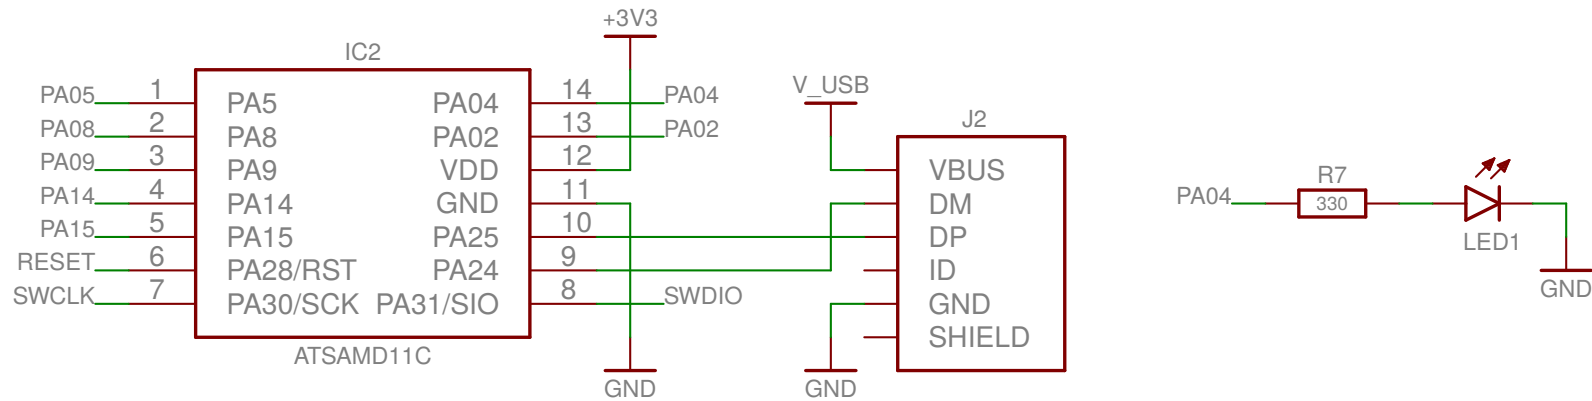 +3V3
IC2
PA05 1 PA5 PA04 14 PA04
PA08 2 PA8 PA02 13 PA02
PA09 3 PA9 VDD 12
PA14 4 PA14 GND 11
PA15 5 PA15 PA25 10
RESET 6 PA28/RST PA24 9
SWCLK 7 PA30/SCK PA31/SIO 8 SWDIO
ATSAMD11C
GND
V_USB
J2
VBUS
DM
DP
ID
GND
SHIELD
GND
R7
PA04 330
LED1
GND